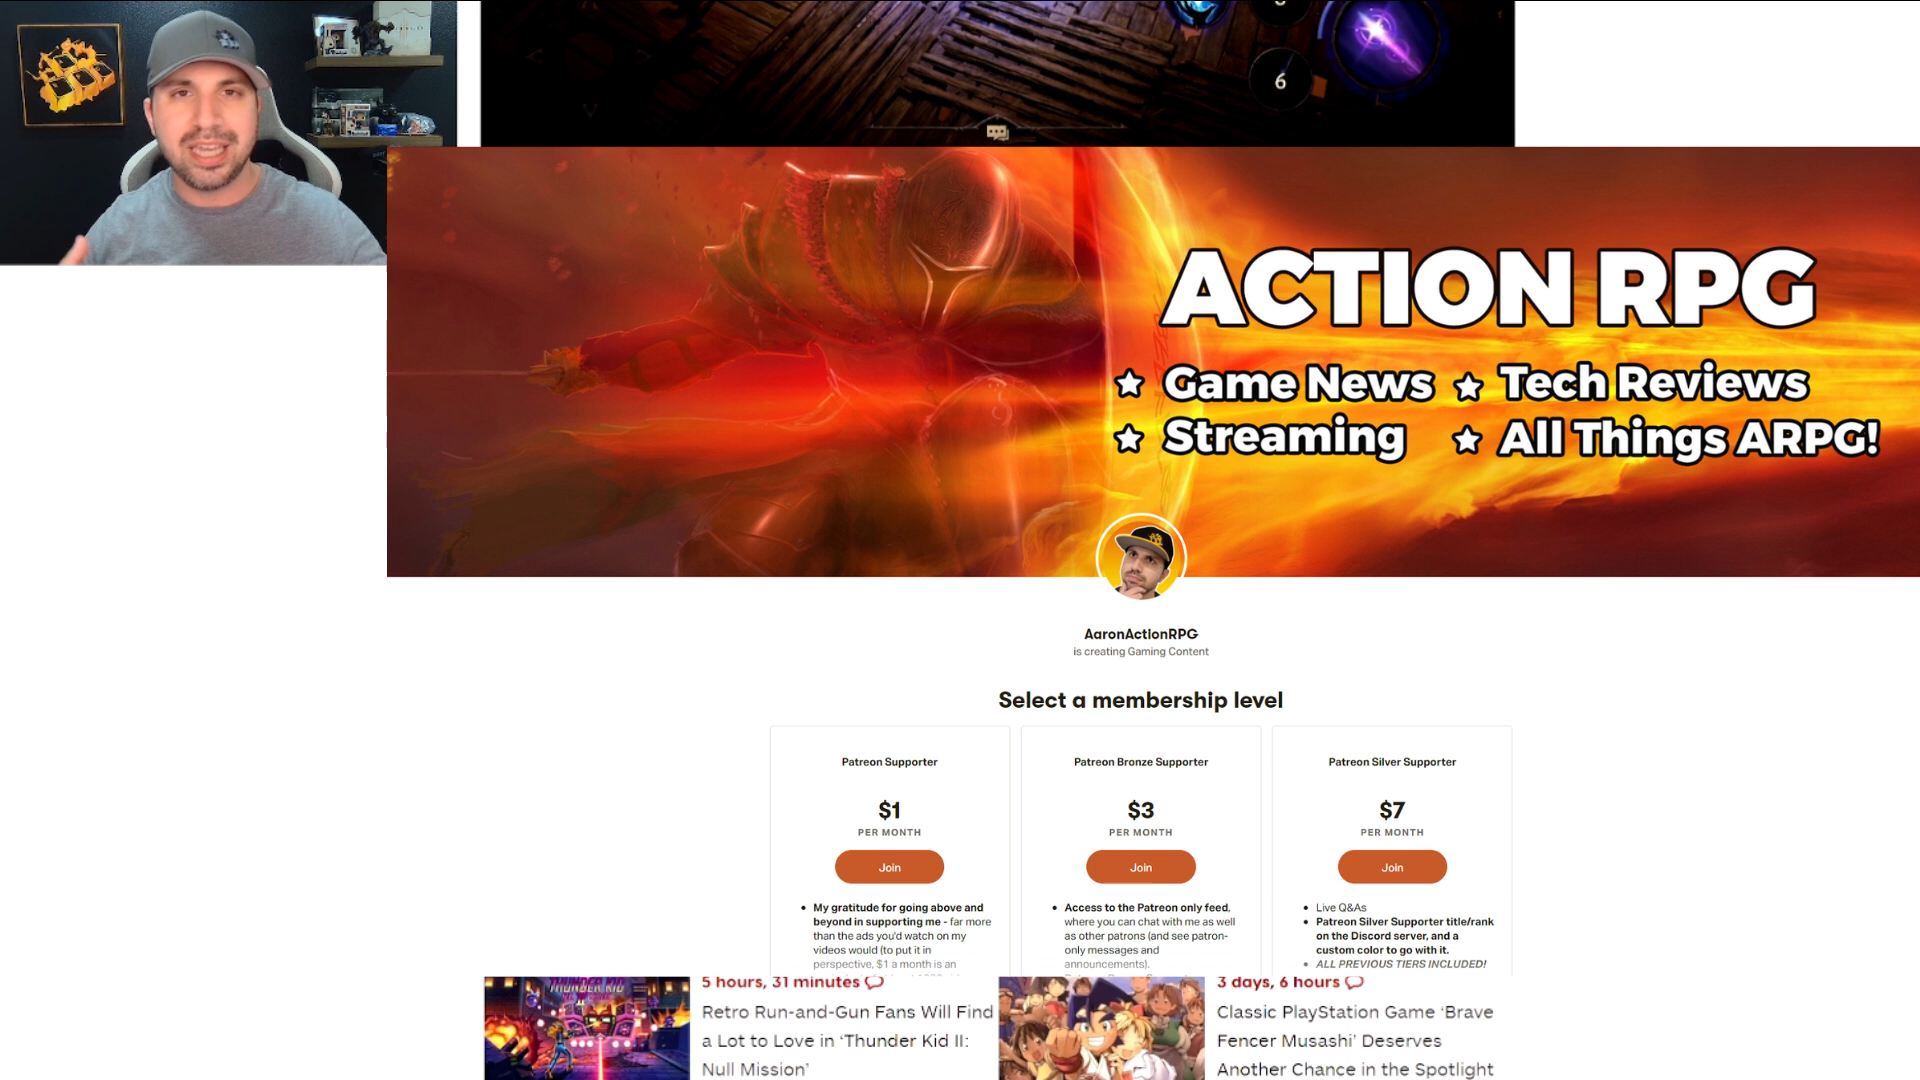 6
ACTION RPG
★ Game News ★ Tech Reviews
★ Streaming ★ All Things ARPG!
AaronActionRPG
is creating Gaming Content
Select a membership level
Patreon Supporter
$1
PER MONTH
Join
• My gratitude for going above and
beyond in supporting me - far more
than the ads you'd watch on my
videos would (to put it in
perspective, $1 a month is an
Patreon Bronze Supporter
$3
PER MONTH
Join
• Access to the Patreon only feed,
where you can chat with me as well
as other patrons (and see patron-
only messages and
announcements).
Patreon Silver Supporter
$7
PER MONTH
Join
• Live Q&As
• Patreon Silver Supporter title/rank
on the Discord server, and a
custom color to go with it.
• ALL PREVIOUS TIERS INCLUDED!
THUNDER KID
5 hours, 31 minutes
Retro Run-and-Gun Fans Will Find
a Lot to Love in ‘Thunder Kid II:
Null Mission’
3 days, 6 hours
Classic PlayStation Game ‘Brave
Fencer Musashi’ Deserves
Another Chance in the Spotlight